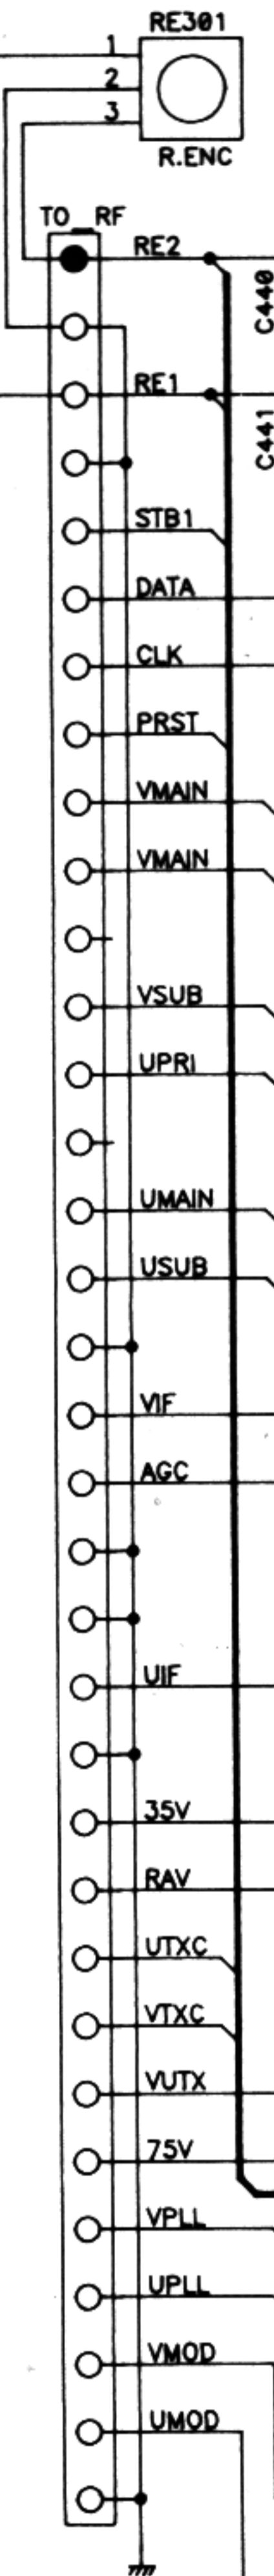 RE301
1
2
3
R.ENC
TO RF
RE2
C440
RE1
C441
STB1
DATA
CLK
PRST
VMAIN
VMAIN
VSUB
UPRI
UMAIN
USUB
VIF
AGC
UIF
35V
RAV
UTXC
VTXC
VUTX
75V
VPLL
UPLL
VMOD
UMOD